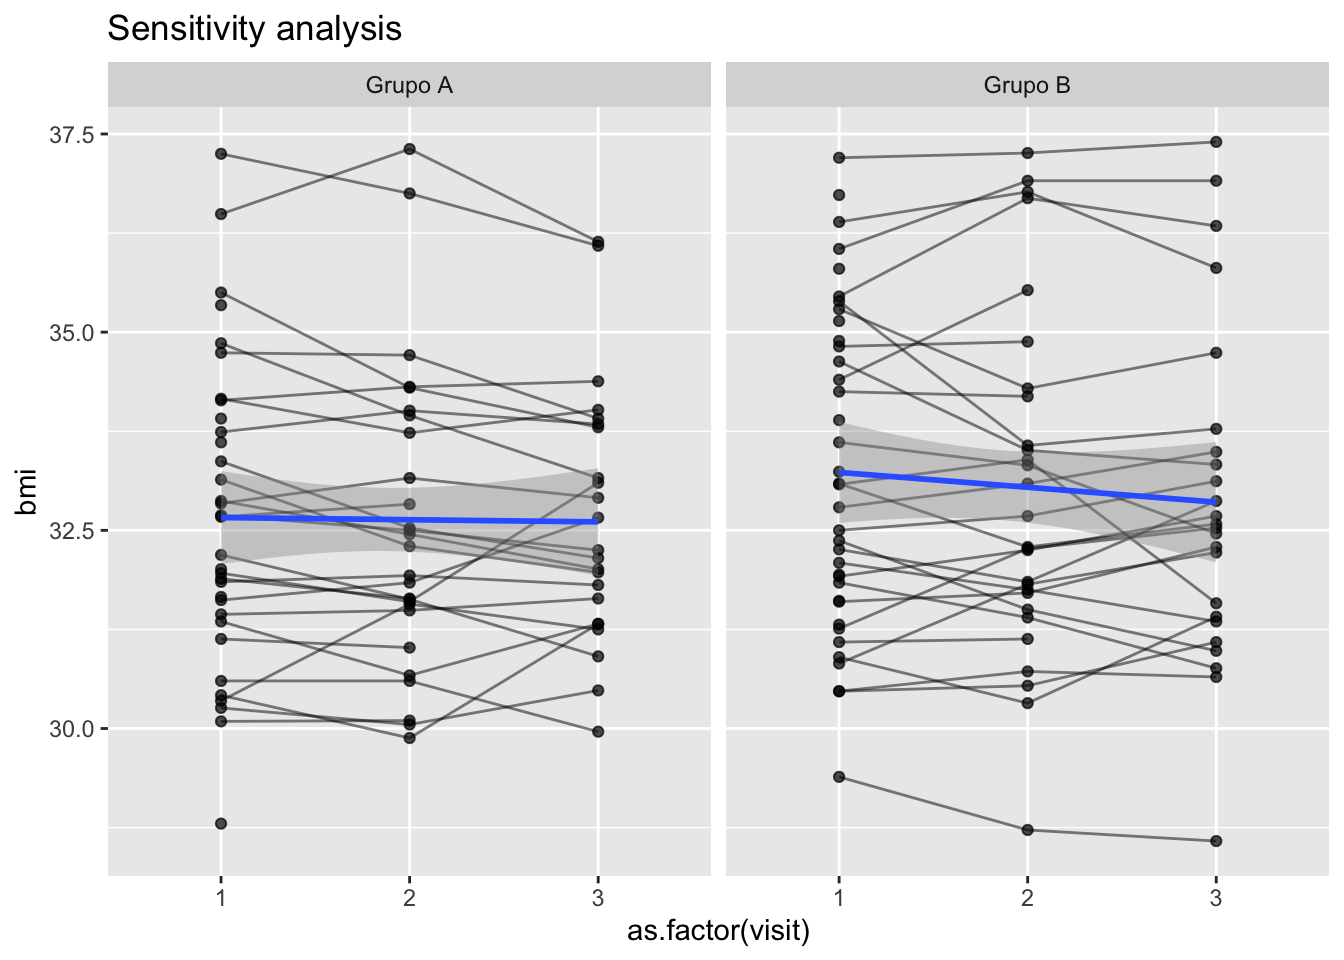 Sensitivity analysis
Grupo A
Grupo B
37.5
35.0
32.5
30.0
bmi
1 2 3
1 2 3
as.factor(visit)